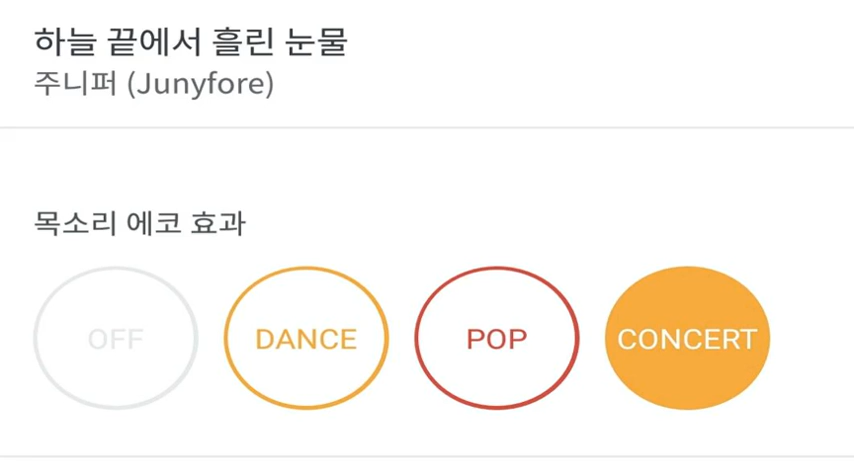 하늘 끝에서 흘린 눈물
주니퍼 (Junyfore)
목소리 에코 효과
OFF DANCE POP CONCERT